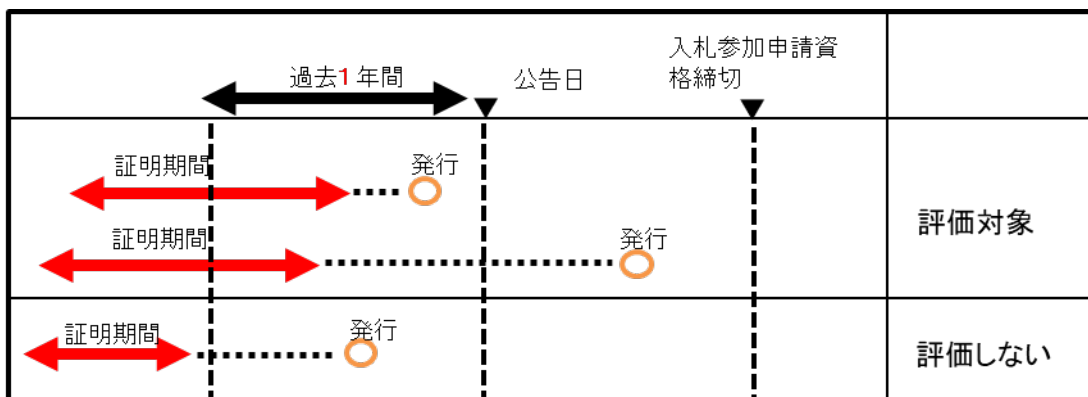 過去1年間
公告日
入札参加申請資
格締切
証明期間
発行
証明期間
発行
評価対象
証明期間
発行
評価しない